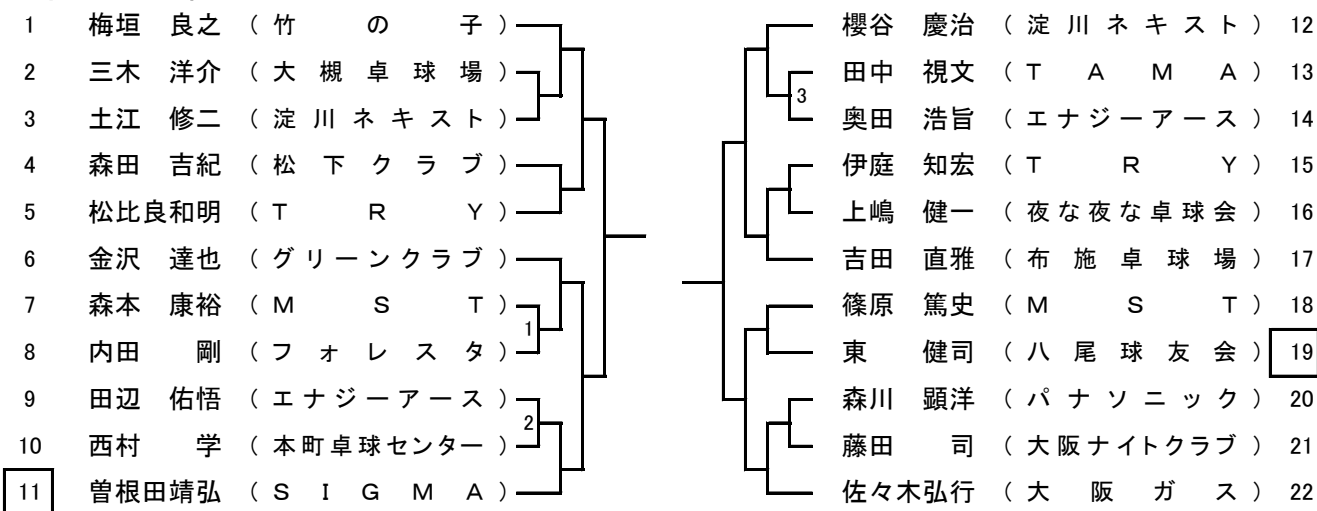 1 梅垣 良之 (竹の子)
2 三木 洋介 (大槻卓球場)
3 土江 修二 (淀川ネキスト)
4 森田 吉紀 (松下クラブ)
5 松比良和明 (TRY)
6 金沢 達也 (グリーンクラブ)
7 森本 康裕 (MST)
1
8 内田 剛 (フォレスタ)
9 田辺 佑悟 (エナジーアース)
2
10 西村 学 (本町卓球センター)
11 曽根田靖弘 (SIGMA)
櫻谷 慶治 (淀川ネキスト) 12
田中 視文 (TAMA) 13
3
奥田 浩旨 (エナジーアース) 14
伊庭 知宏 (TRY) 15
上嶋 健一 (夜な夜な卓球会) 16
吉田 直雅 (布施卓球場) 17
篠原 篤史 (MST) 18
東 健司 (八尾球友会) 19
森川 顕洋 (パナソニック) 20
藤田 司 (大阪ナイトクラブ) 21
佐々木弘行 (大阪ガス) 22